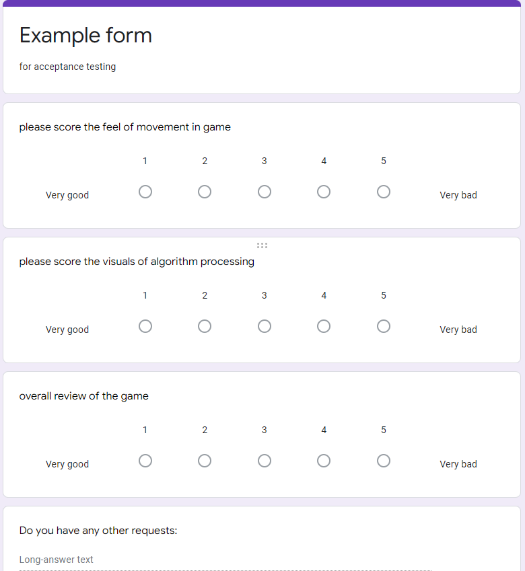 Example form
for acceptance testing
please score the feel of movement in game
1 2 3 4 5
Very good Very bad
please score the visuals of algorithm processing
1 2 3 4 5
Very good Very bad
overall review of the game
1 2 3 4 5
Very good Very bad
Do you have any other requests:
Long-answer text